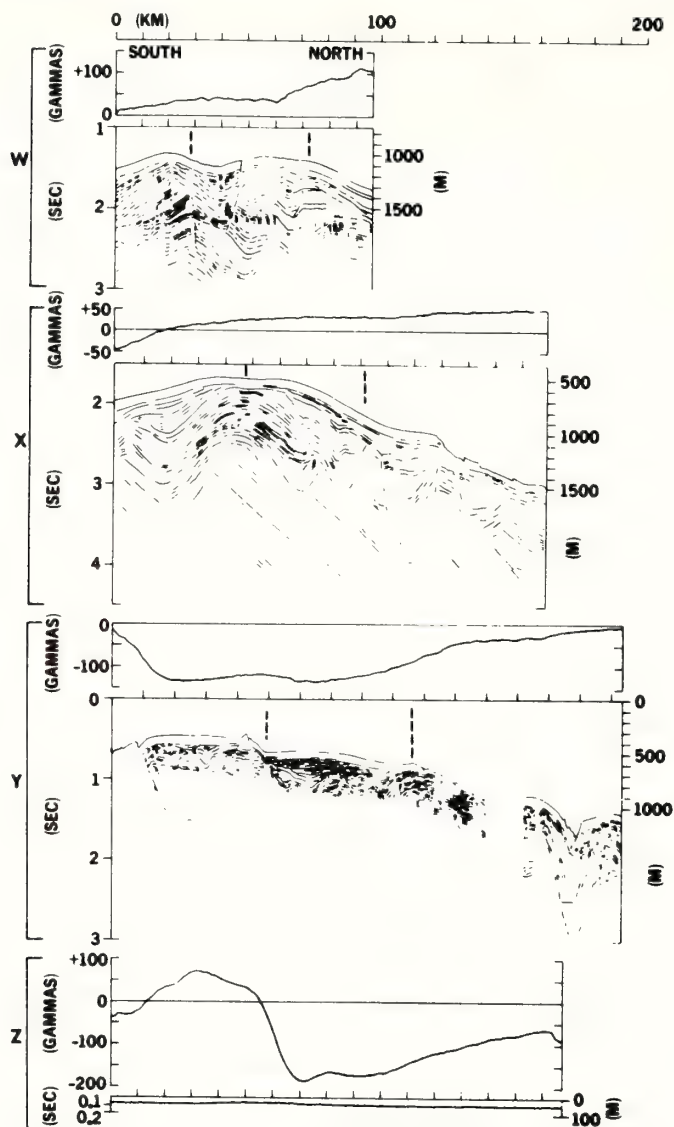 0 (KM) 100 200
W
(GAMMAS)
+100
0
SOUTH NORTH
(SEC)
1
2
3
1000
1500
(M)
X
(GAMMAS)
+50
0
-50
(SEC)
2
3
4
500
1000
1500
(M)
Y
(GAMMAS)
0
-100
(SEC)
0
1
2
3
0
500
1000
(M)
Z
(GAMMAS)
+100
0
-100
-200
(SEC)
0.1
0.2
0
100
(M)